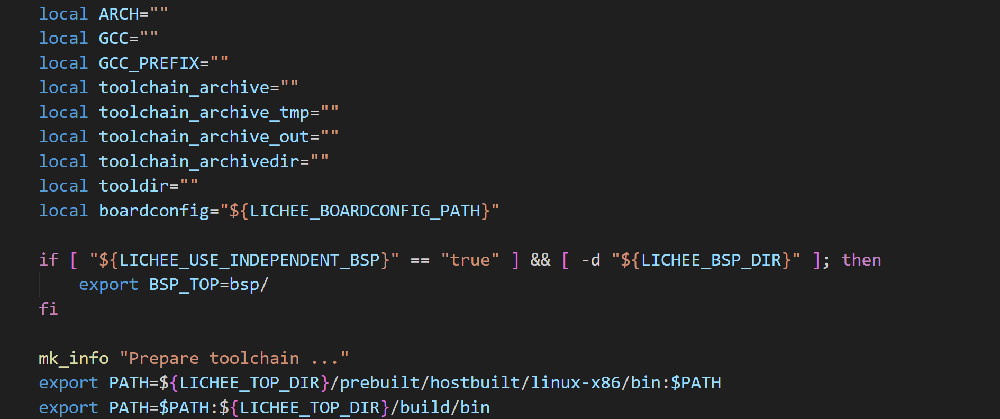 local ARCH=""
local GCC=""
local GCC_PREFIX=""
local toolchain_archive=""
local toolchain_archive_tmp=""
local toolchain_archive_out=""
local toolchain_archivedir=""
local tooldir=""
local boardconfig="${LICHEE_BOARDCONFIG_PATH}"

if [ "${LICHEE_USE_INDEPENDENT_BSP}" == "true" ] && [ -d "${LICHEE_BSP_DIR}" ]; then
    export BSP_TOP=bsp/
fi

mk_info "Prepare toolchain ..."
export PATH=${LICHEE_TOP_DIR}/prebuilt/hostbuilt/linux-x86/bin:$PATH
export PATH=$PATH:${LICHEE_TOP_DIR}/build/bin